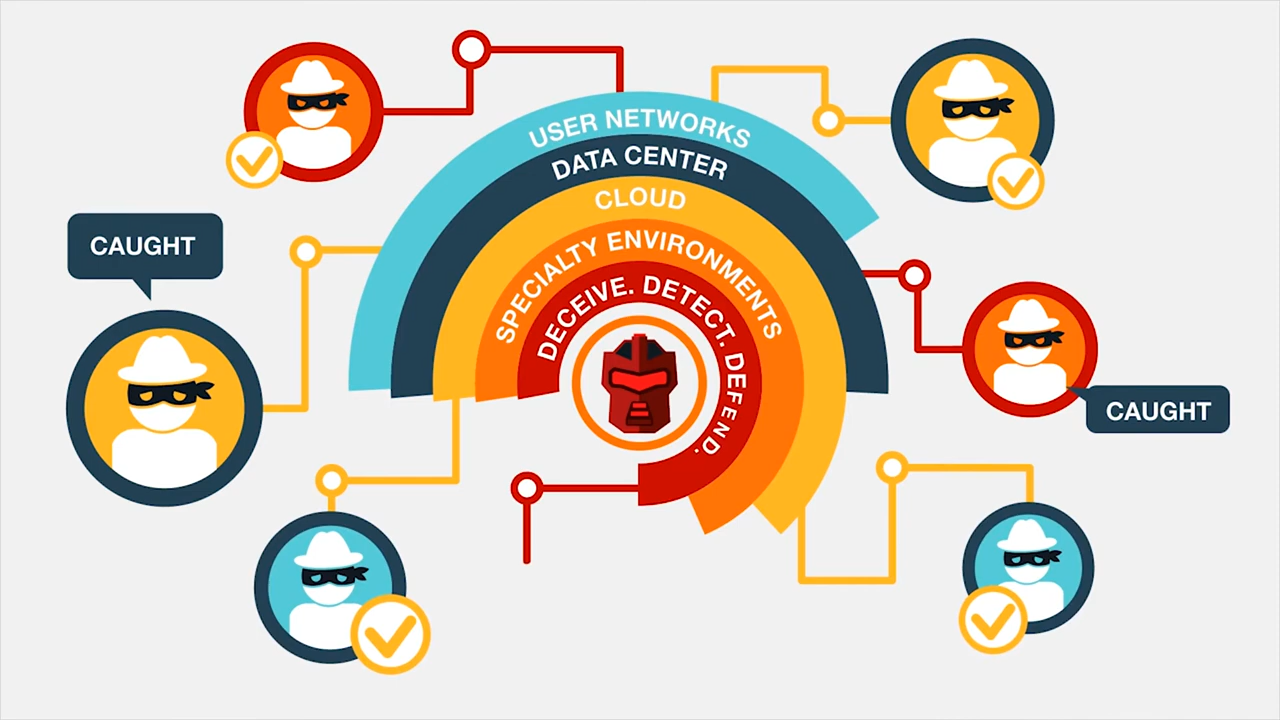 USER NETWORKS
DATA CENTER
CLOUD
SPECIALTY ENVIRONMENTS
DECEIVE. DETECT. DEFEND.
CAUGHT
CAUGHT